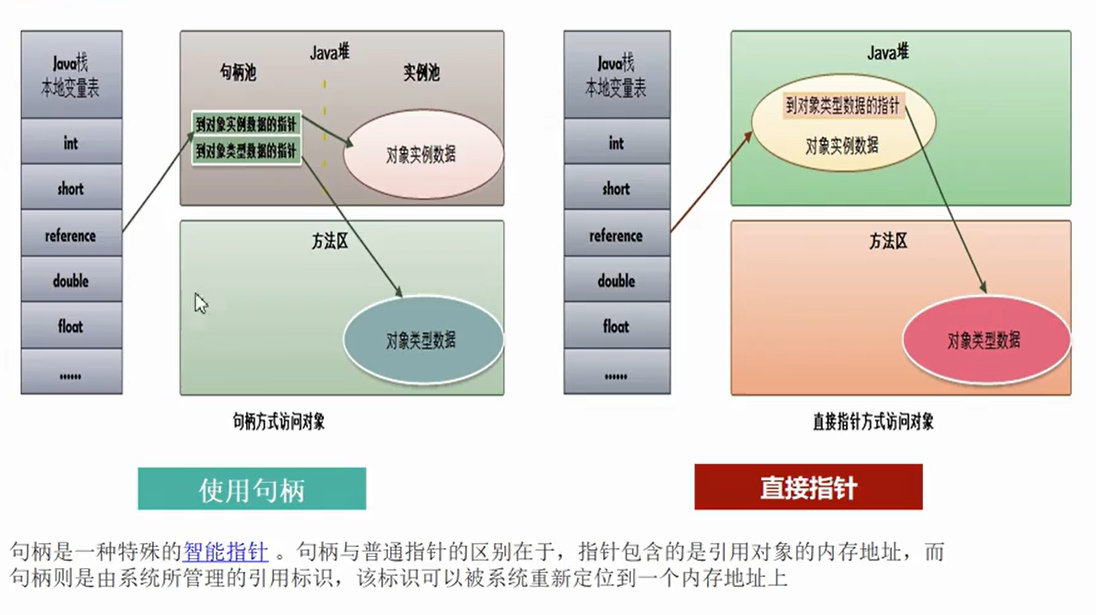 Java栈
本地变量表
int
short
reference
double
float
......
Java堆
句柄池
实例池
到对象实例数据的指针
到对象类型数据的指针
对象实例数据
方法区
对象类型数据
句柄方式访问对象
使用句柄
Java栈
本地变量表
int
short
reference
double
float
......
Java堆
到对象类型数据的指针
对象实例数据
方法区
对象类型数据
直接指针方式访问对象
直接指针
句柄是一种特殊的智能指针 。句柄与普通指针的区别在于，指针包含的是引用对象的内存地址，而
句柄则是由系统所管理的引用标识，该标识可以被系统重新定位到一个内存地址上